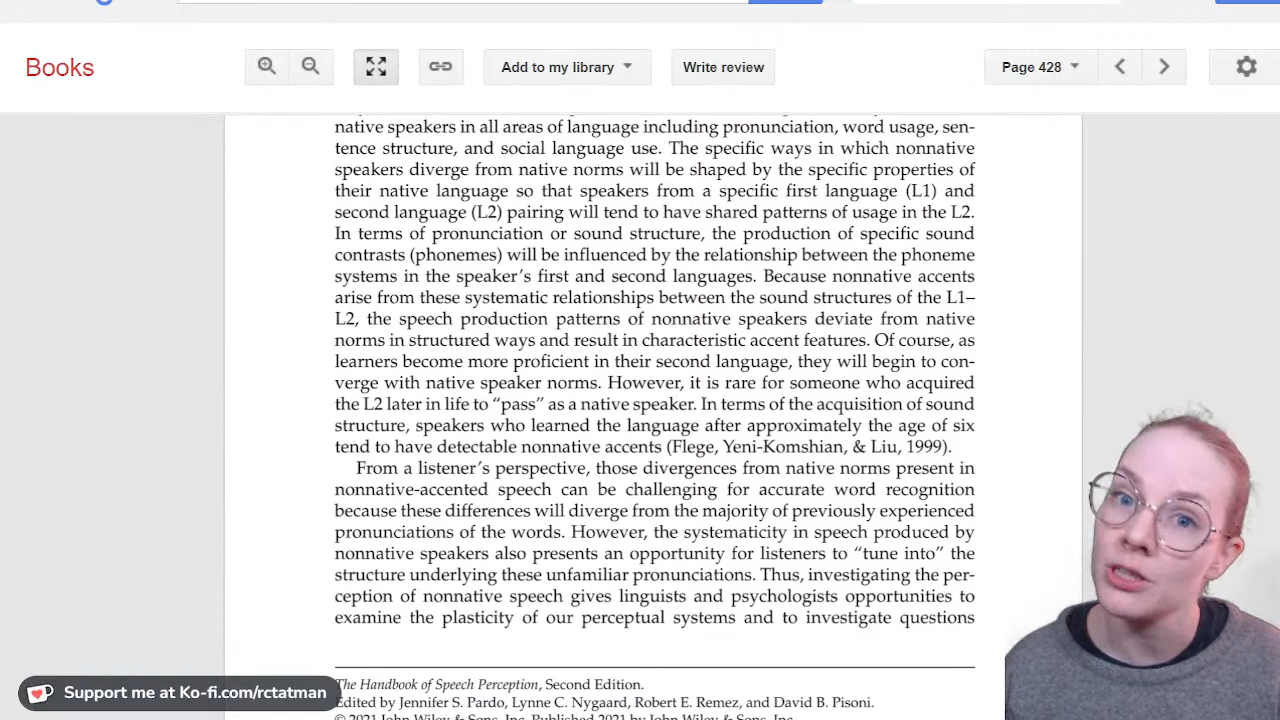 Books
Add to my library
Write review
Page 428
native speakers in all areas of language including pronunciation, word usage, sen-
tence structure, and social language use. The specific ways in which nonnative
speakers diverge from native norms will be shaped by the specific properties of
their native language so that speakers from a specific first language (L1) and
second language (L2) pairing will tend to have shared patterns of usage in the L2.
In terms of pronunciation or sound structure, the production of specific sound
contrasts (phonemes) will be influenced by the relationship between the phoneme
systems in the speaker's first and second languages. Because nonnative accents
arise from these systematic relationships between the sound structures of the L1–
L2, the speech production patterns of nonnative speakers deviate from native
norms in structured ways and result in characteristic accent features. Of course, as
learners become more proficient in their second language, they will begin to con-
verge with native speaker norms. However, it is rare for someone who acquired
the L2 later in life to “pass” as a native speaker. In terms of the acquisition of sound
structure, speakers who learned the language after approximately the age of six
tend to have detectable nonnative accents (Flege, Yeni-Komshian, & Liu, 1999).
From a listener's perspective, those divergences from native norms present in
nonnative-accented speech can be challenging for accurate word recognition
because these differences will diverge from the majority of previously experienced
pronunciations of the words. However, the systematicity in speech produced by
nonnative speakers also presents an opportunity for listeners to “tune into” the
structure underlying these unfamiliar pronunciations. Thus, investigating the per-
ception of nonnative speech gives linguists and psychologists opportunities to
examine the plasticity of our perceptual systems and to investigate questions
The Handbook of Speech Perception, Second Edition.
Edited by Jennifer S. Pardo, Lynne C. Nygaard, Robert E. Remez, and David B. Pisoni.
© 2021 John Wiley & Sons, Inc. Published 2021 by John Wiley & Sons, Inc.
Support me at Ko-fi.com/rctatman